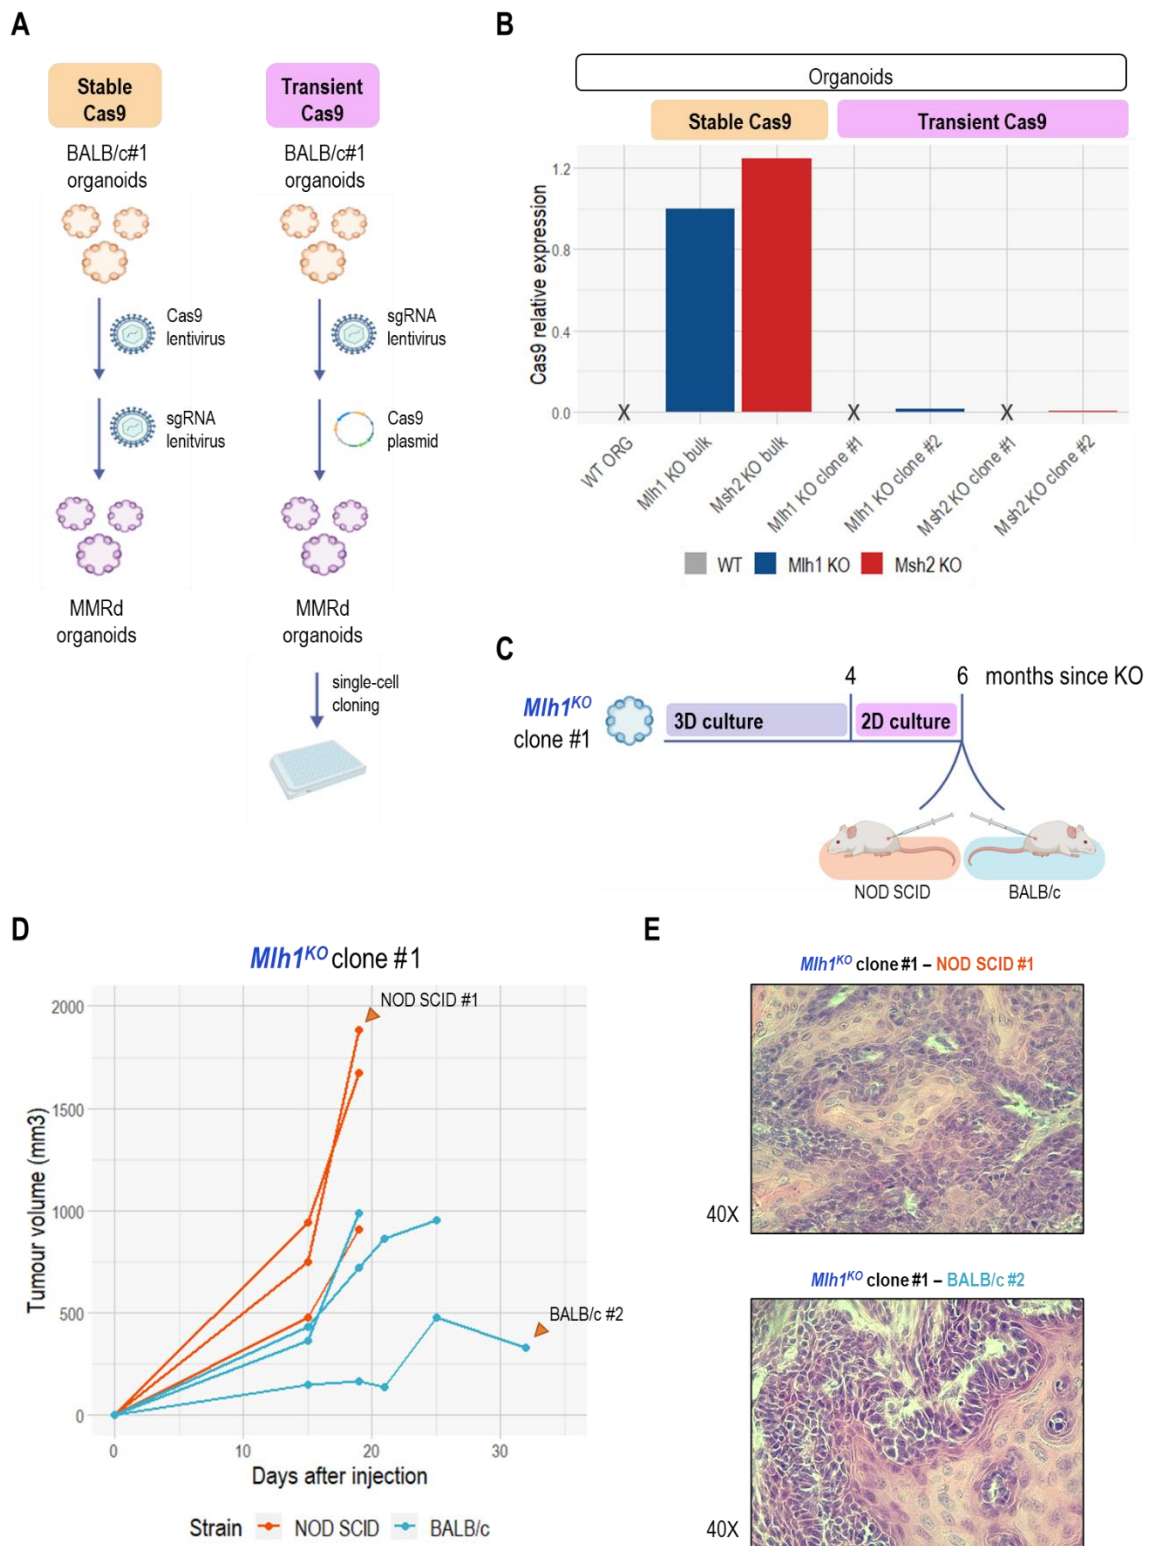 A
Stable
Cas9
BALB/c#1
organoids
Cas9
lentivirus
sgRNA
lenitvirus
MMRd
organoids
Transient
Cas9
BALB/c#1
organoids
sgRNA
lentivirus
Cas9
plasmid
MMRd
organoids
single-cell
cloning
B
Organoids
Stable Cas9
Transient Cas9
Cas9 relative expression
1.2
0.8
0.4
0.0
X
X
X
WT ORG
Mlh1 KO bulk
Msh2 KO bulk
Mlh1 KO clone #1
Mlh1 KO clone #2
Msh2 KO clone #1
Msh2 KO clone #2
WT
Mlh1 KO
Msh2 KO
C
4
6
months since KO
Mlh1KO
clone #1
3D culture
2D culture
NOD SCID
BALB/c
D
Mlh1KO clone #1
Tumour volume (mm3)
2000
1500
1000
500
0
NOD SCID #1
BALB/c #2
0
10
20
30
Days after injection
Strain
NOD SCID
BALB/c
E
Mlh1KO clone #1 – NOD SCID #1
40X
Mlh1KO clone #1 – BALB/c #2
40X